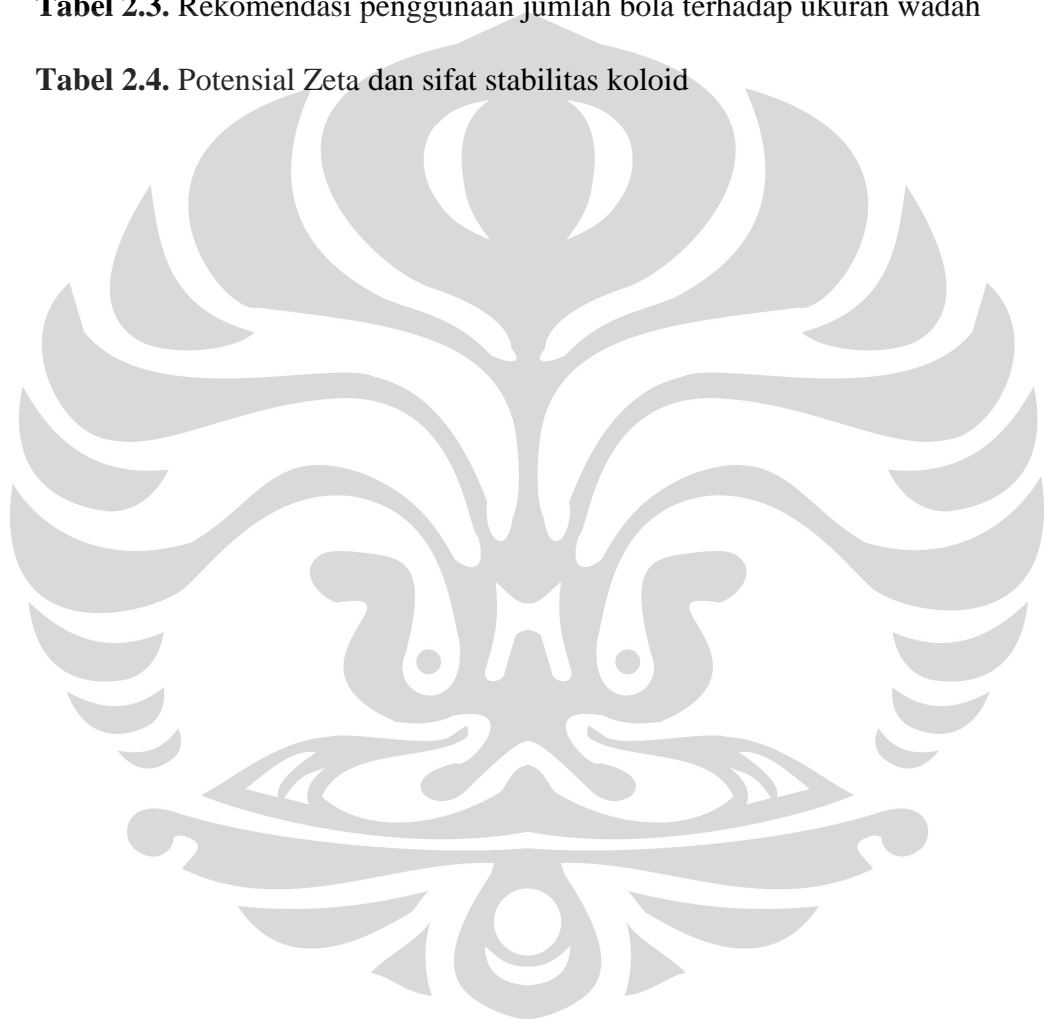 Tabel 2.3. Rekomendasi penggunaan jumlah bola terhadap ukuran wadah
Tabel 2.4. Potensial Zeta dan sifat stabilitas koloid